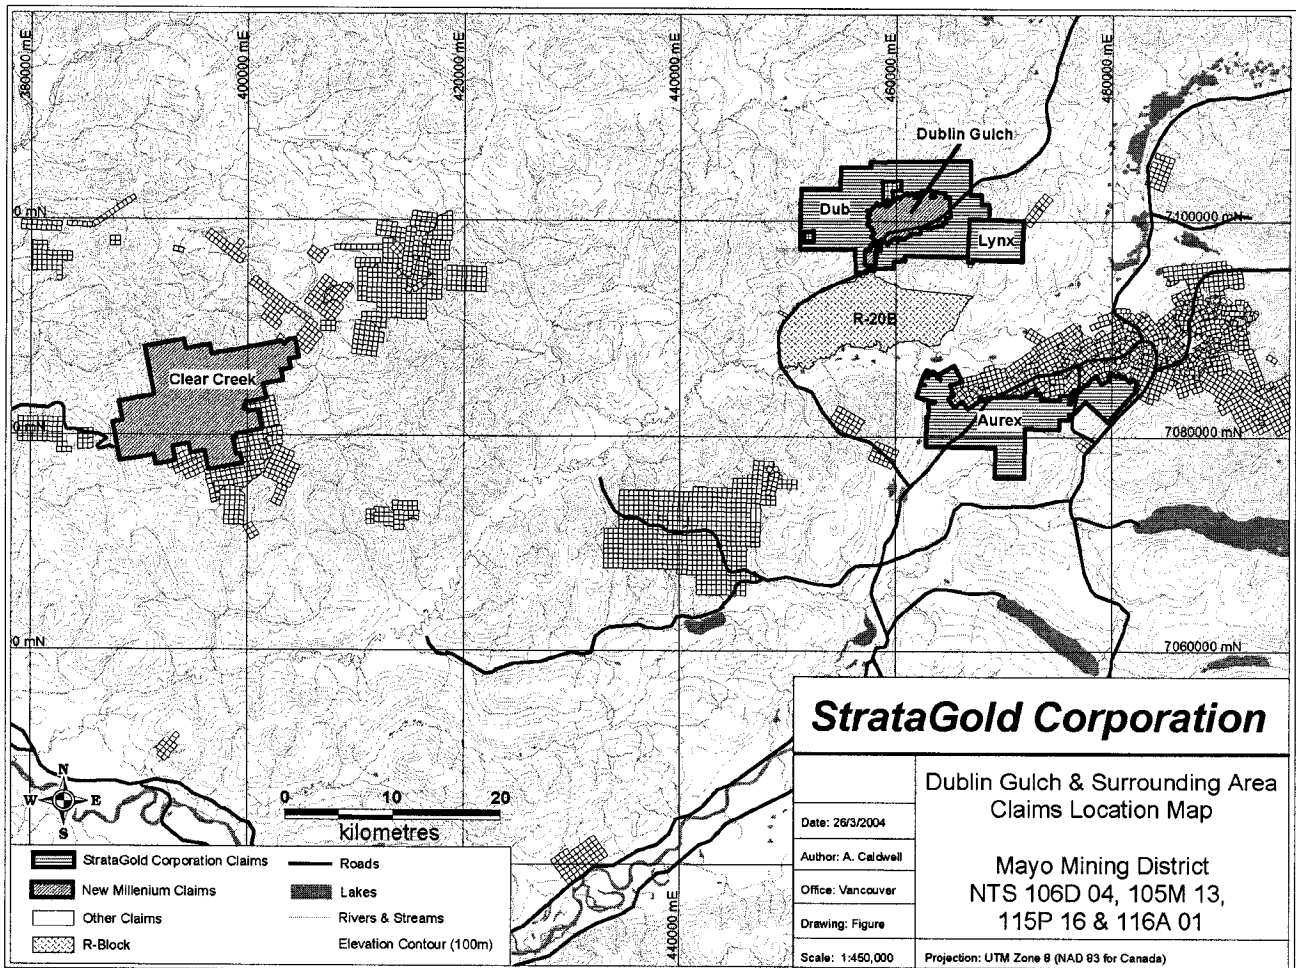 380000 mE
400000 mE
420000 mE
440000 mE
460000 mE
480000 mE
Dublin Gulch
0 mN
7100000 mN
Dub
Lynx
R-20B
Clear Creek
Aurex
0 mN
7080000 mN
0 mN
7060000 mN
N
W E
S
0 10 20
kilometres
440000 mE
StrataGold Corporation Claims
New Millenium Claims
Other Claims
R-Block
Roads
Lakes
Rivers & Streams
Elevation Contour (100m)
StrataGold Corporation
Date: 26/3/2004
Author: A. Caldwell
Office: Vancouver
Drawing: Figure
Scale: 1:450,000
Dublin Gulch & Surrounding Area
Claims Location Map
Mayo Mining District
NTS 106D 04, 105M 13,
115P 16 & 116A 01
Projection: UTM Zone 8 (NAD 83 for Canada)